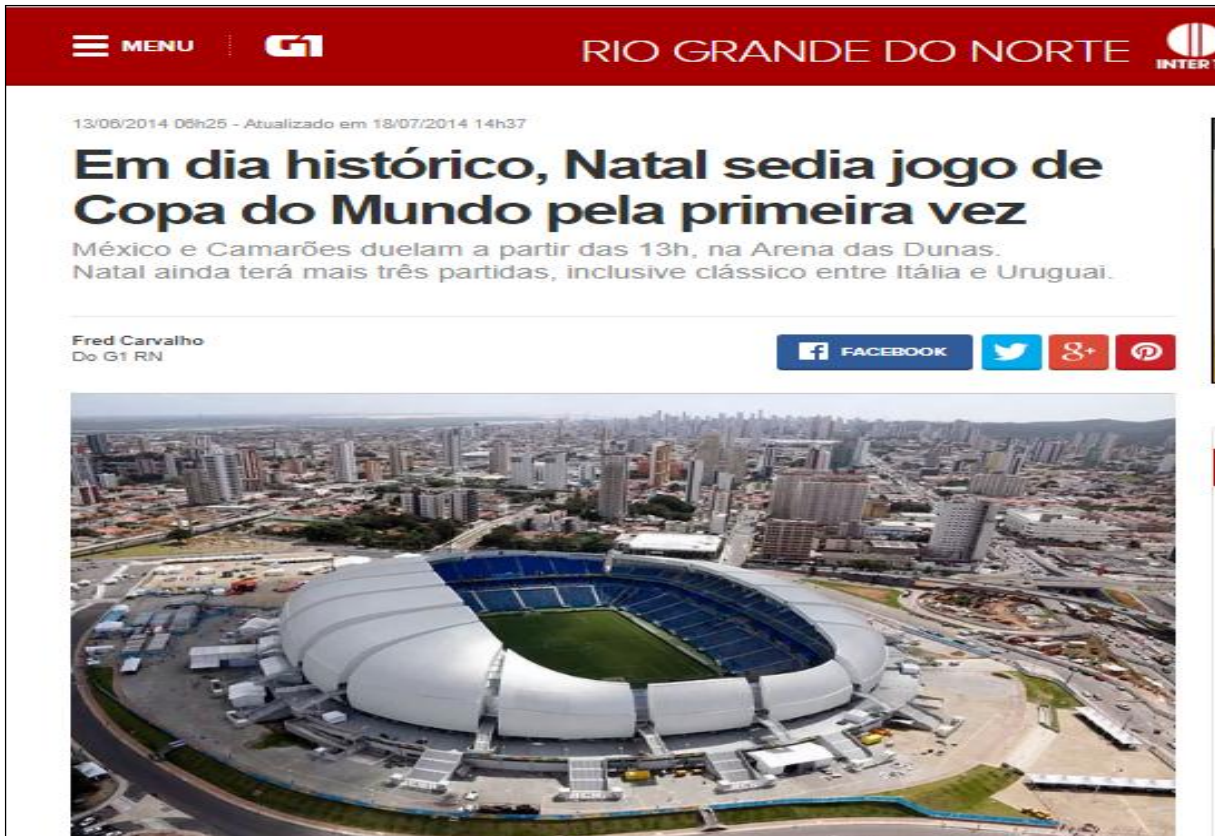 MENU
G1
RIO GRANDE DO NORTE
INTER
13/06/2014 06h25 - Atualizado em 18/07/2014 14h37
Em dia histórico, Natal sedia jogo de
Copa do Mundo pela primeira vez
México e Camarões duelam a partir das 13h, na Arena das Dunas.
Natal ainda terá mais três partidas, inclusive clássico entre Itália e Uruguai.
Fred Carvalho
Do G1 RN
FACEBOOK
8+